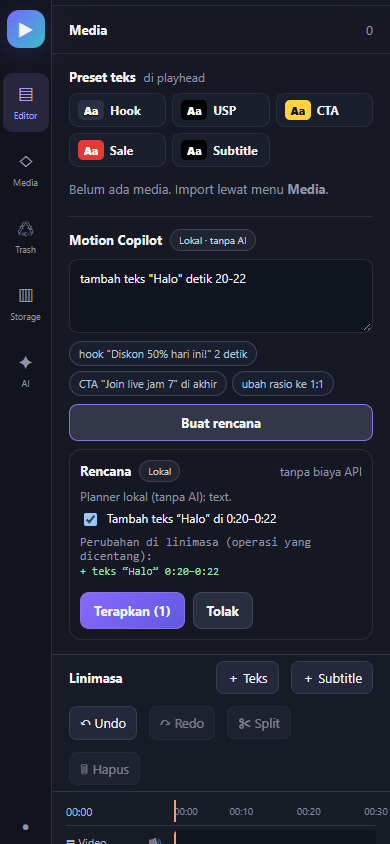 Media 0
Preset teks di playhead
Aa Hook Aa USP Aa CTA
Aa Sale Aa Subtitle
Belum ada media. Import lewat menu Media.
Editor
Media
Trash
Storage
AI
Motion Copilot Lokal · tanpa AI
tambah teks "Halo" detik 20-22
hook "Diskon 50% hari ini!" 2 detik
CTA "Join live jam 7" di akhir ubah rasio ke 1:1
Buat rencana
Rencana Lokal tanpa biaya API
Planner lokal (tanpa AI): text.
Tambah teks “Halo” di 0:20–0:22
Perubahan di linimasa (operasi yang
dicentang):
+ teks “Halo” 0:20–0:22
Terapkan (1) Tolak
Linimasa + Teks + Subtitle
Undo Redo Split
Hapus
00:00 00:00 00:10 00:20 00:30
Video